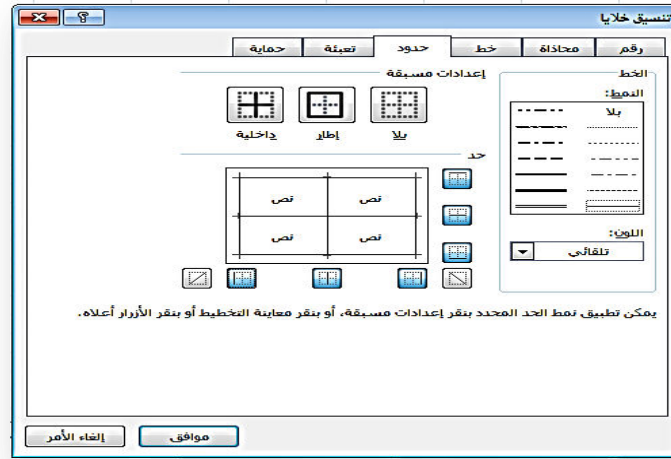 تنسيق خلايا
رقم محاذاة خط حدود تعبئة حماية
الخط
النمط:
بلا
اللون:
تلقائي
إعدادات مسبقة
بلا إطار داخلية
حد
نص نص
نص نص
يمكن تطبيق نمط الحد المحدد بنقر إعدادات مسبقة، أو بنقر معاينة التخطيط أو بنقر الأزرار أعلاه.
موافق إلغاء الأمر